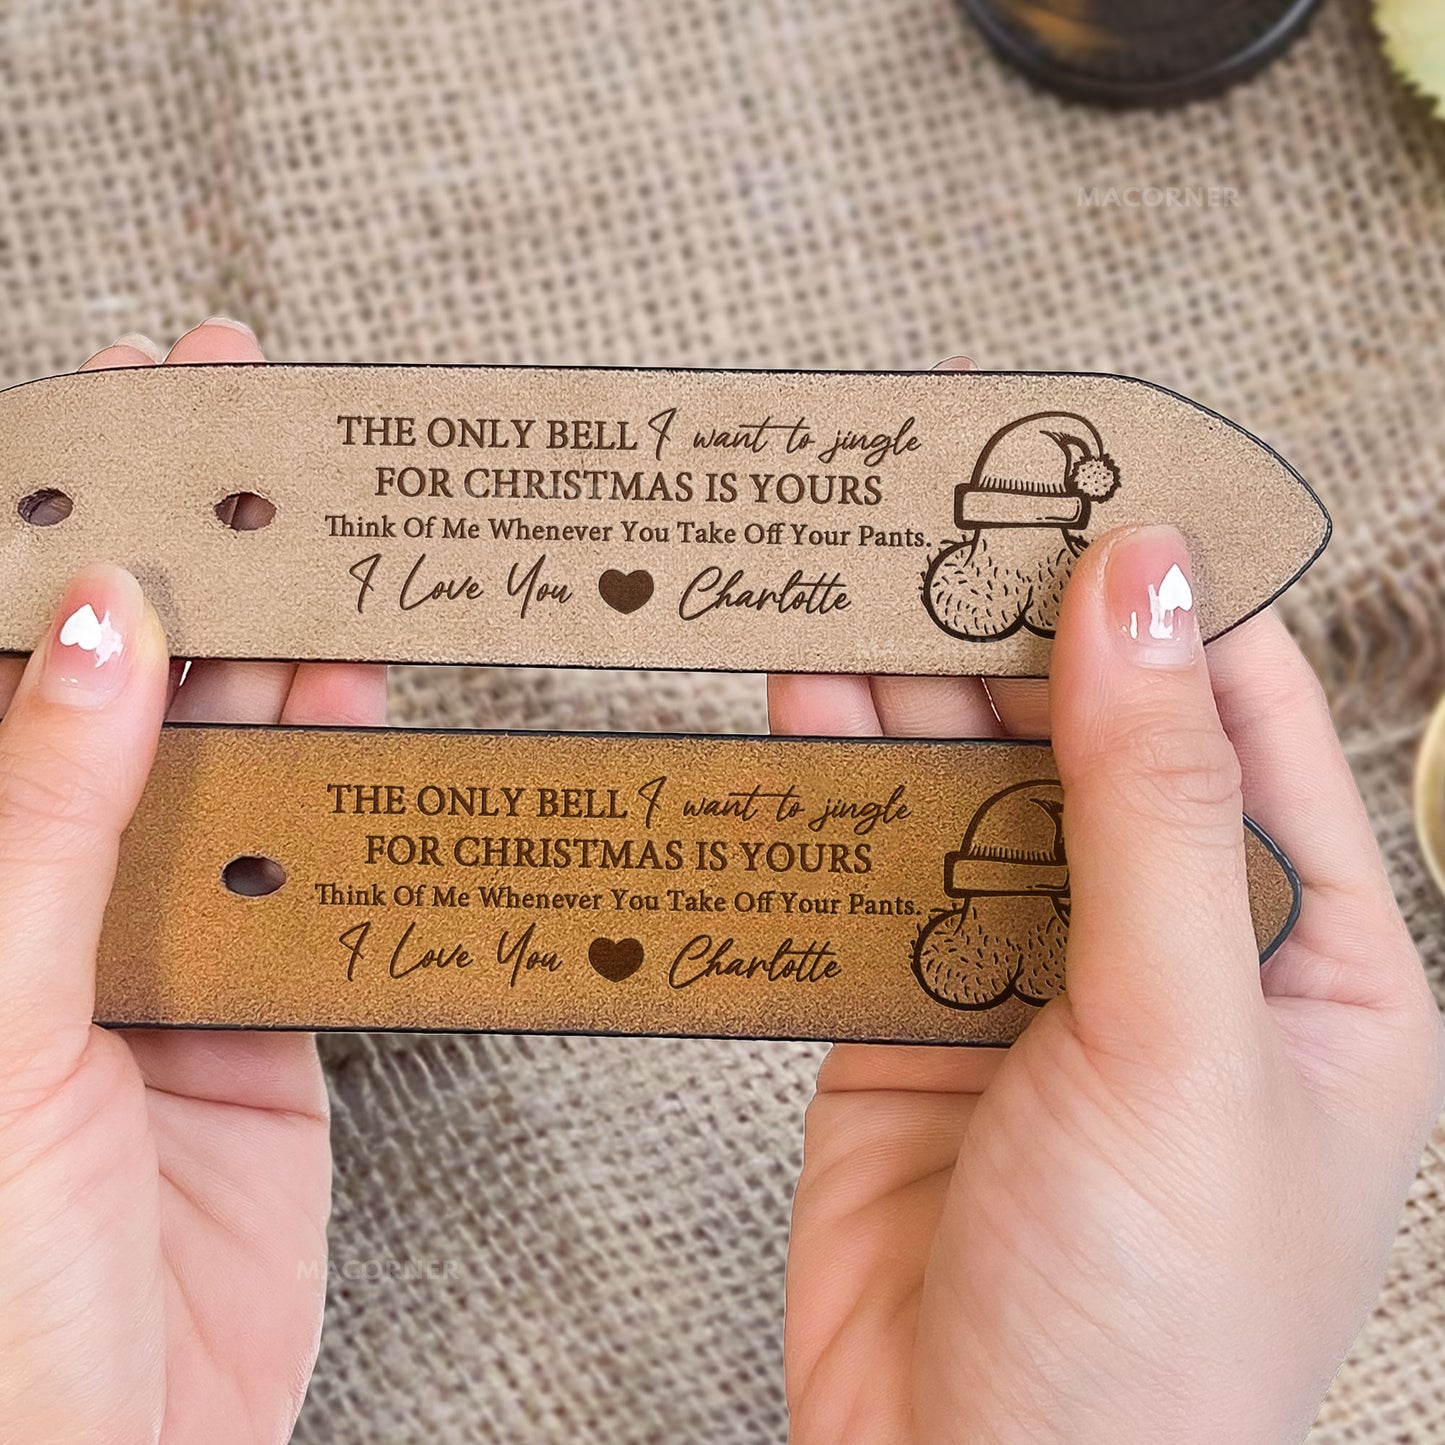 MACORNER
THE ONLY BELL I want to jingle
FOR CHRISTMAS IS YOURS
Think Of Me Whenever You Take Off Your Pants.
I Love You Charlotte
THE ONLY BELL I want to jingle
FOR CHRISTMAS IS YOURS
Think Of Me Whenever You Take Off Your Pants.
I Love You Charlotte
MACORNER